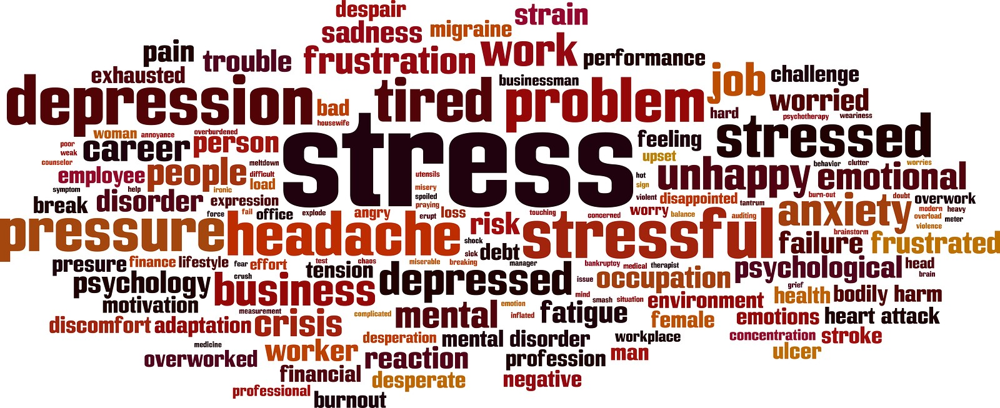 despair
strain
sadness
migraine
work
pain
trouble
frustration
performance
exhausted
job
challenge
businessman
depression
bad
tired
problem
worried
housewife
hard
psychotherapy
weariness
woman
annoyance
overburdened
stress
feeling
stressed
poor
weak
career
person
upset
counselor
meltdown
employee
people
difficult
load
utensils
hot
unhappy
behavior
clutter
worries
emotional
symptom
help
ironic
misery
sign
break
disorder
expression
spoiled
violent
disappointed
tantrum
burn-out
doubt
overwork
praying
force
fail
office
explode
angry
erupt
loss
touching
concerned
worry
balance
auditing
anxiety
modern
heavy
overload
meter
violence
pressure
headache
risk
stressful
brainstorm
shock
failure
frustrated
sick
debt
presure
finance
lifestyle
fear
effort
test
chaos
miserable
breaking
manager
bankruptcy
medical
therapist
psychological
head
brain
tension
crush
psychology
business
depressed
issue
occupation
grief
mind
smash
situation
environment
health
bodily harm
motivation
measurement
complicated
mental
emotion
inflated
fatigue
female
emotions
heart attack
discomfort
adaptation
crisis
desperation
mental disorder
workplace
concentration
stroke
medicine
overworked
worker
reaction
profession
man
ulcer
financial
desperate
negative
professional
burnout